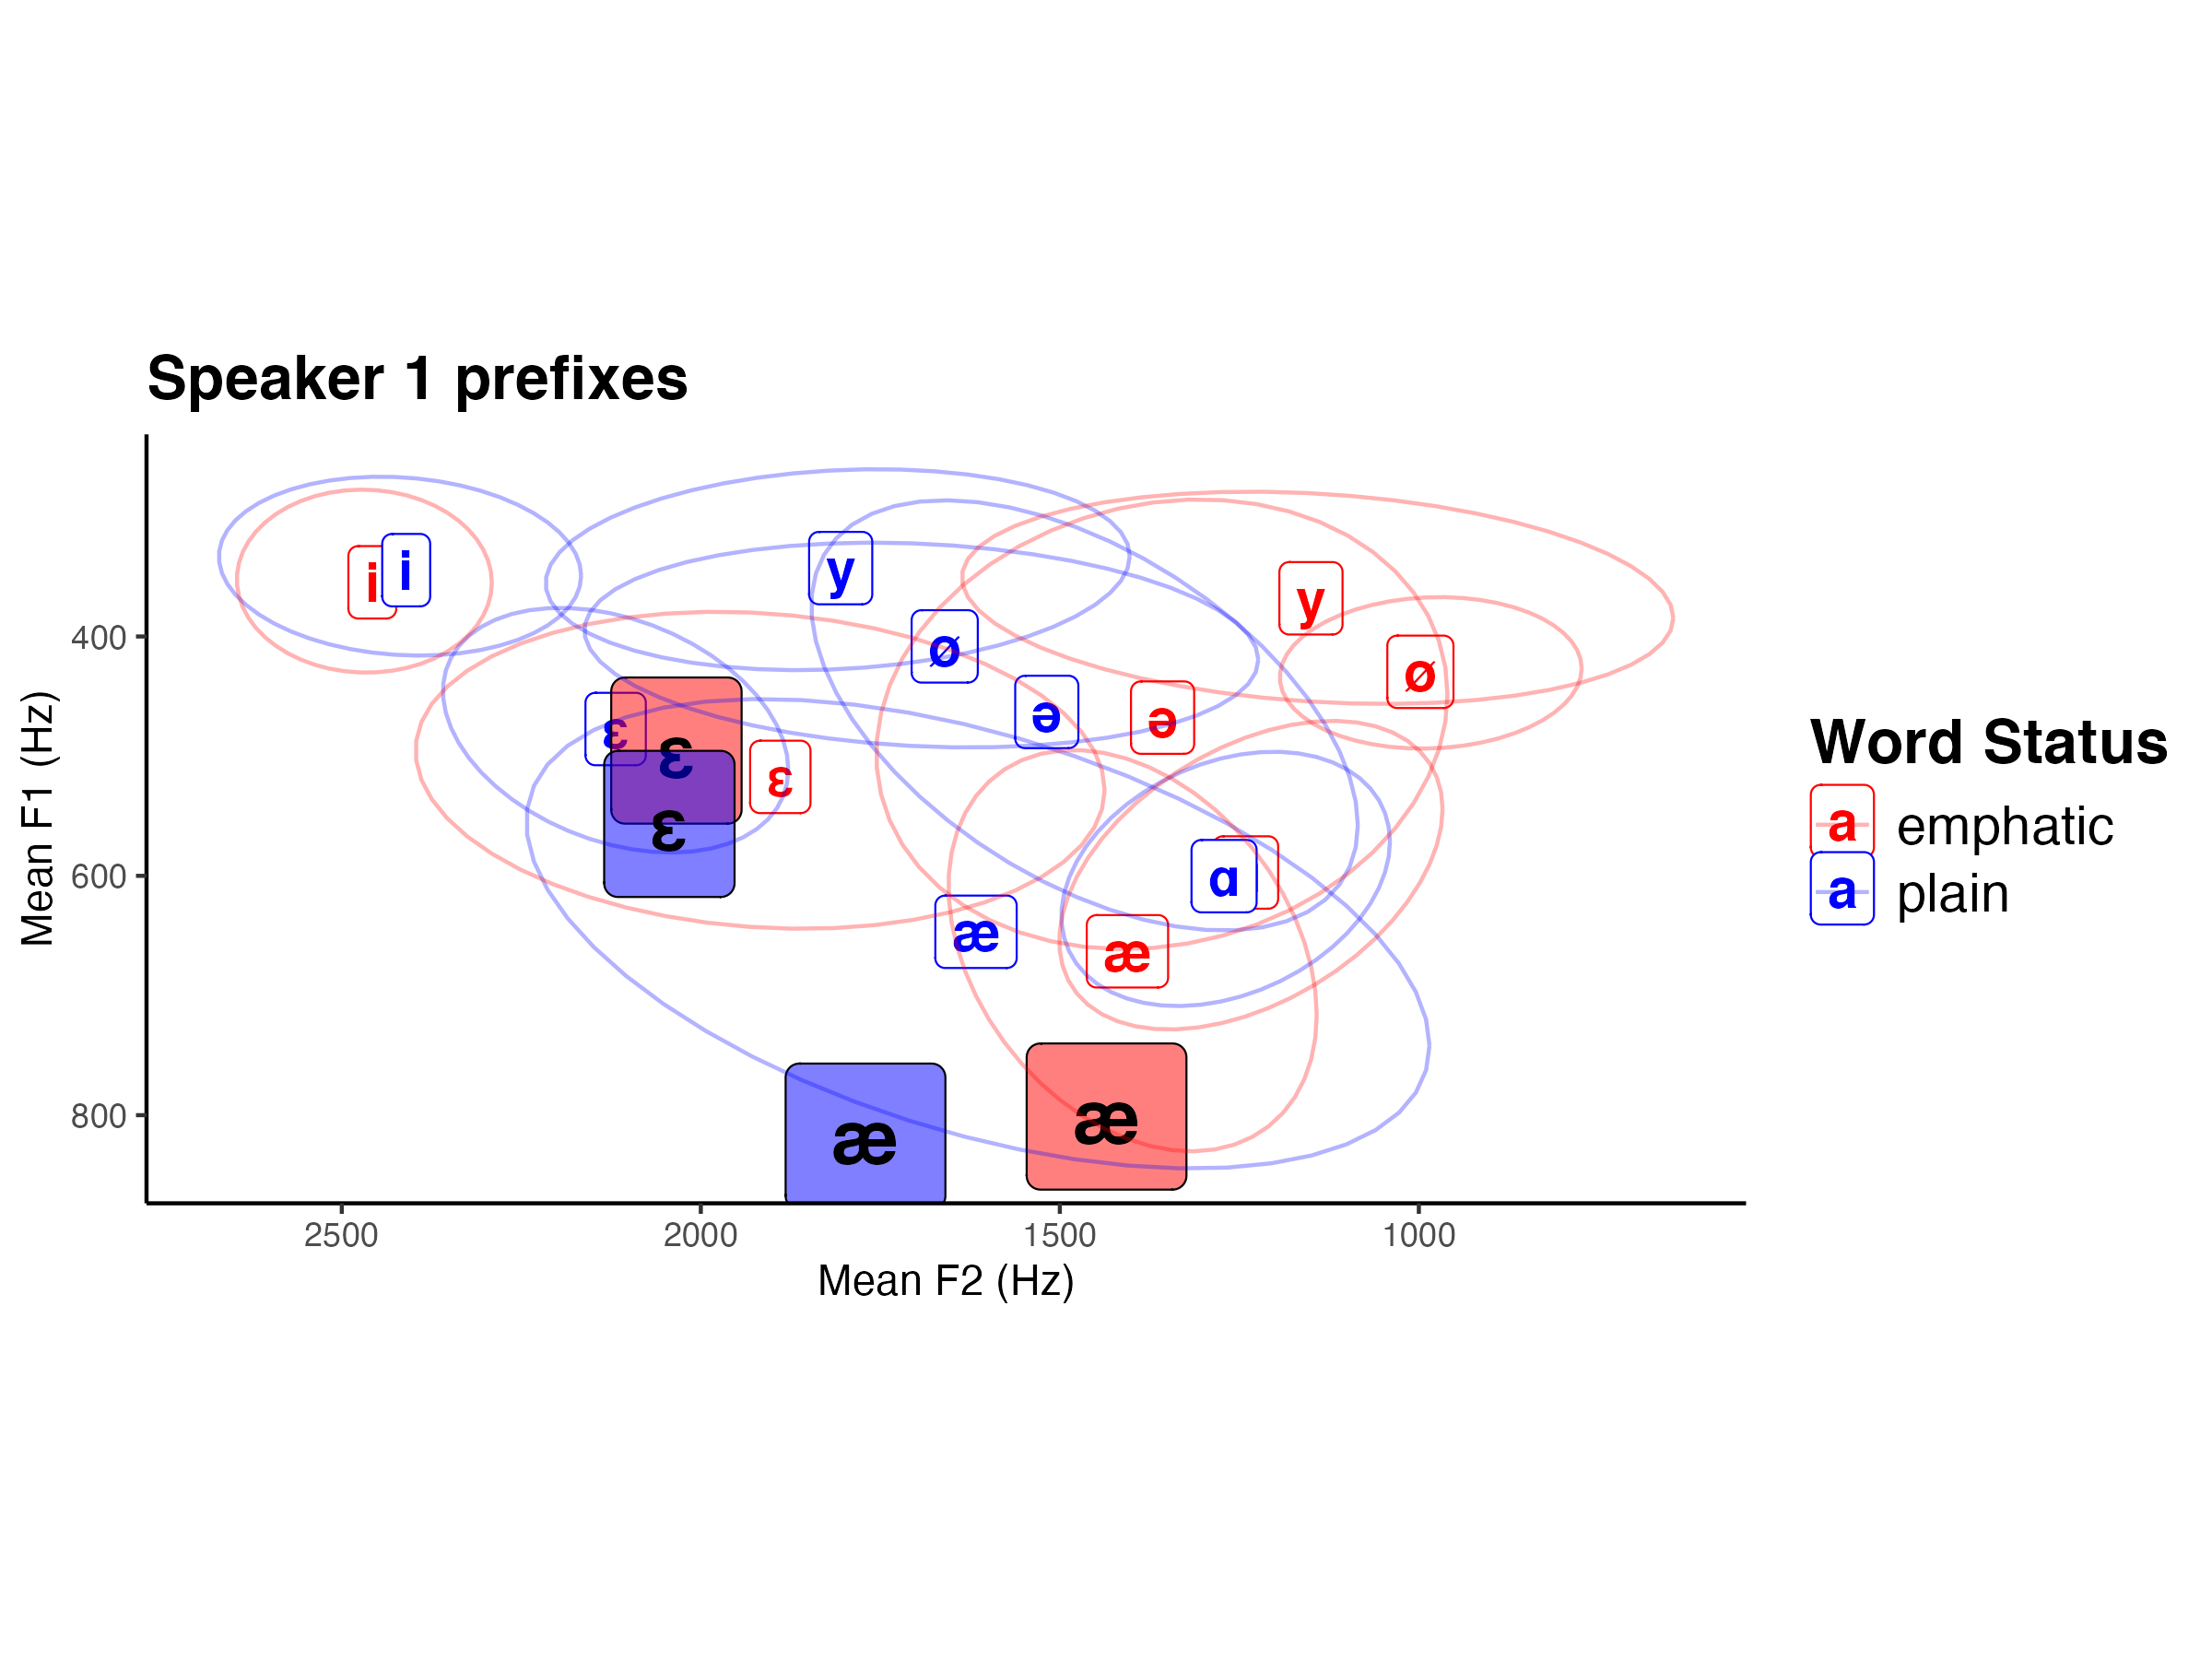 Speaker 1 prefixes
i
i
y
y
ø
ø
ə
ə
ɛ
ɛ
ɛ
ɛ
ɑ
æ
æ
æ
æ
400
600
800
Mean F1 (Hz)
2500
2000
1500
1000
Mean F2 (Hz)
Word Status
a emphatic
a plain